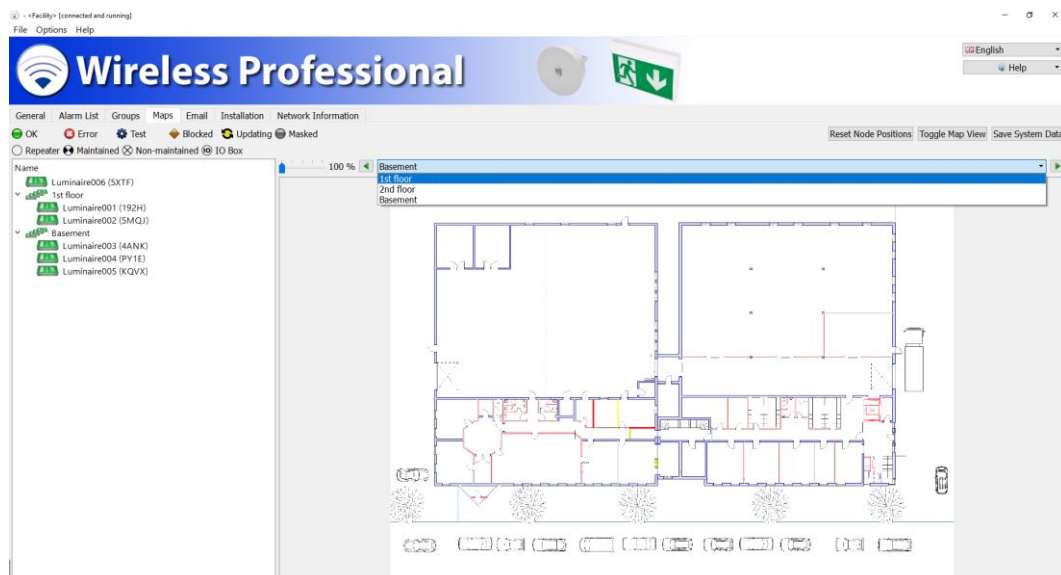 - <Facility> [connected and running]
File Options Help
Wireless Professional
English
Help
General Alarm List Groups Maps Email Installation Network Information
OK Error Test Blocked Updating Masked
Reset Node Positions Toggle Map View Save System Data
Repeater Maintained Non-maintained IO Box
Name
100 %
Basement
1st floor
2nd floor
Basement
Luminaire006 (5XTF)
1st floor
Luminaire001 (192H)
Luminaire002 (5MQJ)
Basement
Luminaire003 (4ANK)
Luminaire004 (PY1E)
Luminaire005 (KQVX)